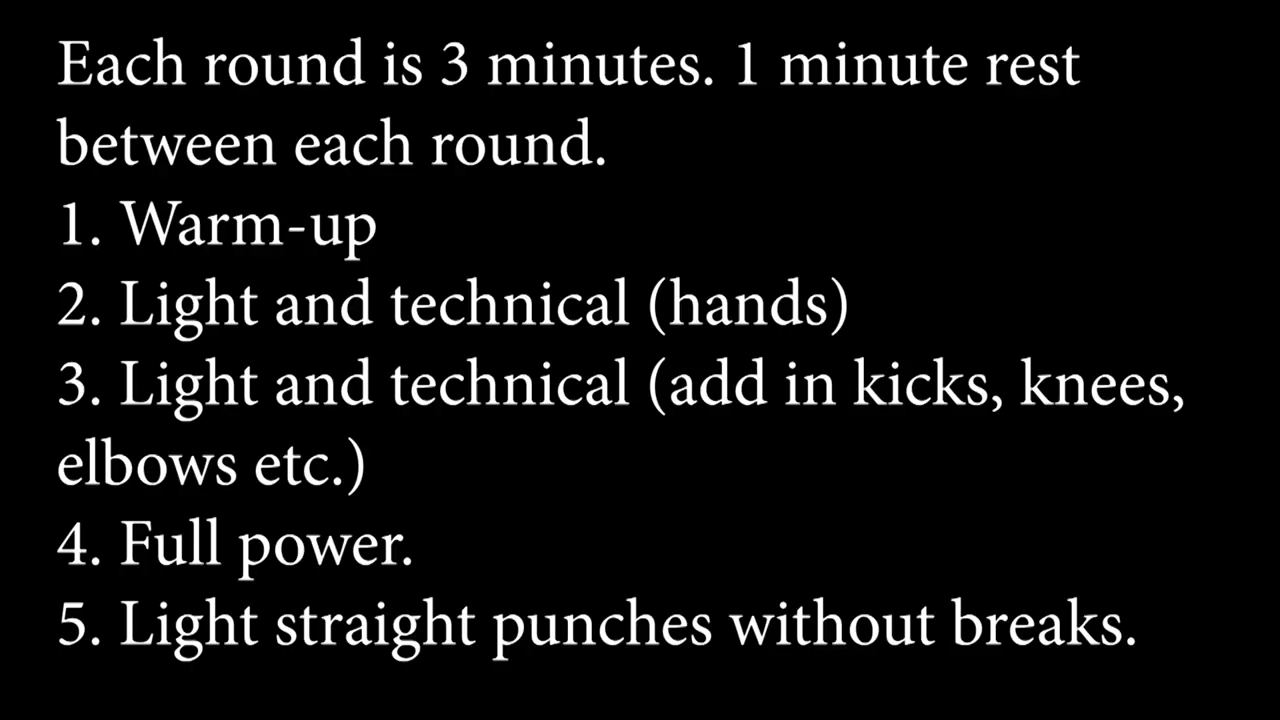 Each round is 3 minutes. 1 minute rest
between each round.
1. Warm-up
2. Light and technical (hands)
3. Light and technical (add in kicks, knees,
elbows etc.)
4. Full power.
5. Light straight punches without breaks.